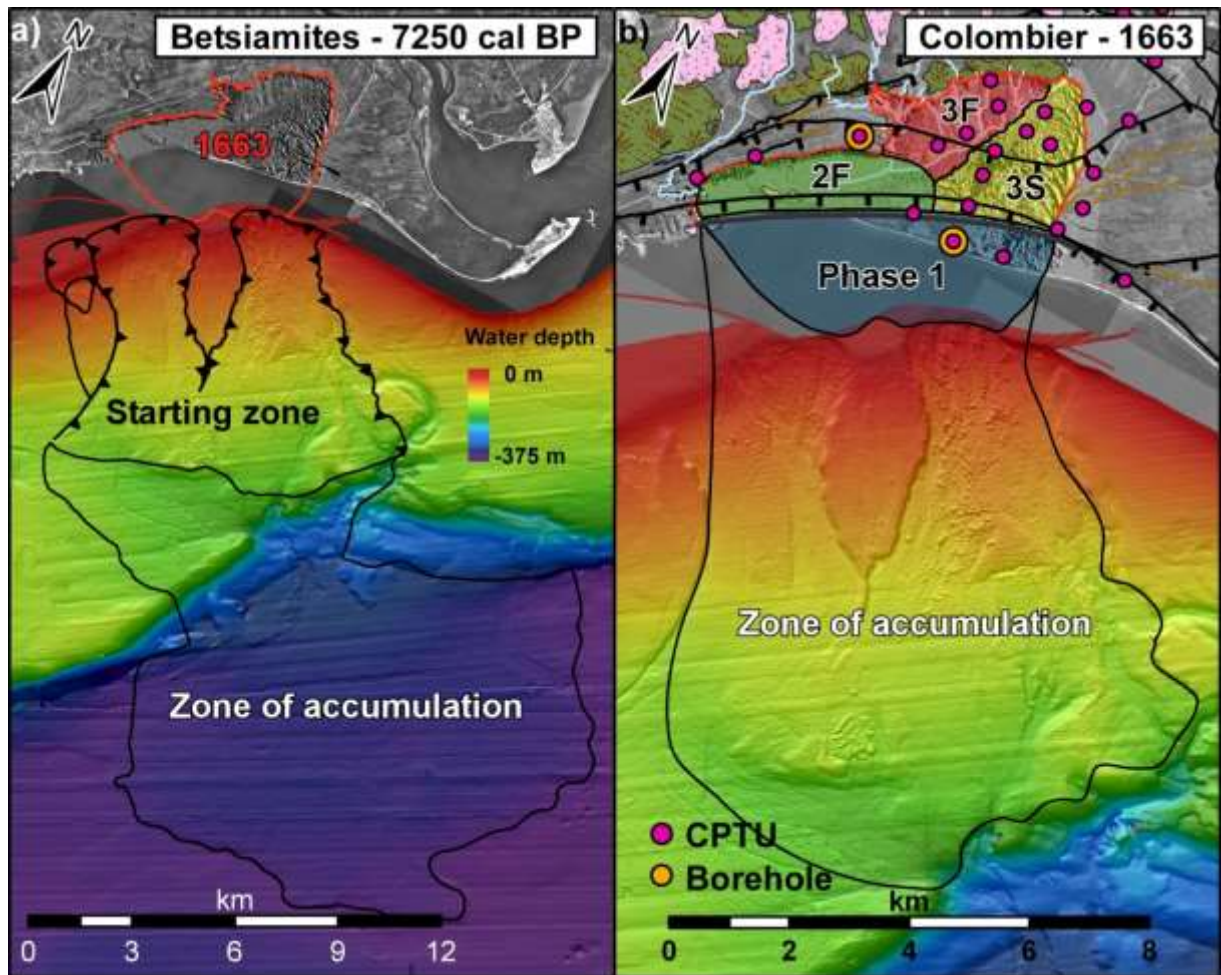 a)
N
Betsiamites - 7250 cal BP
1663
Water depth
0 m
-375 m
Starting zone
Zone of accumulation
km
0 3 6 9 12
b)
N
Colombier - 1663
3F
2F
3S
Phase 1
Zone of accumulation
CPTU
Borehole
km
0 2 4 6 8